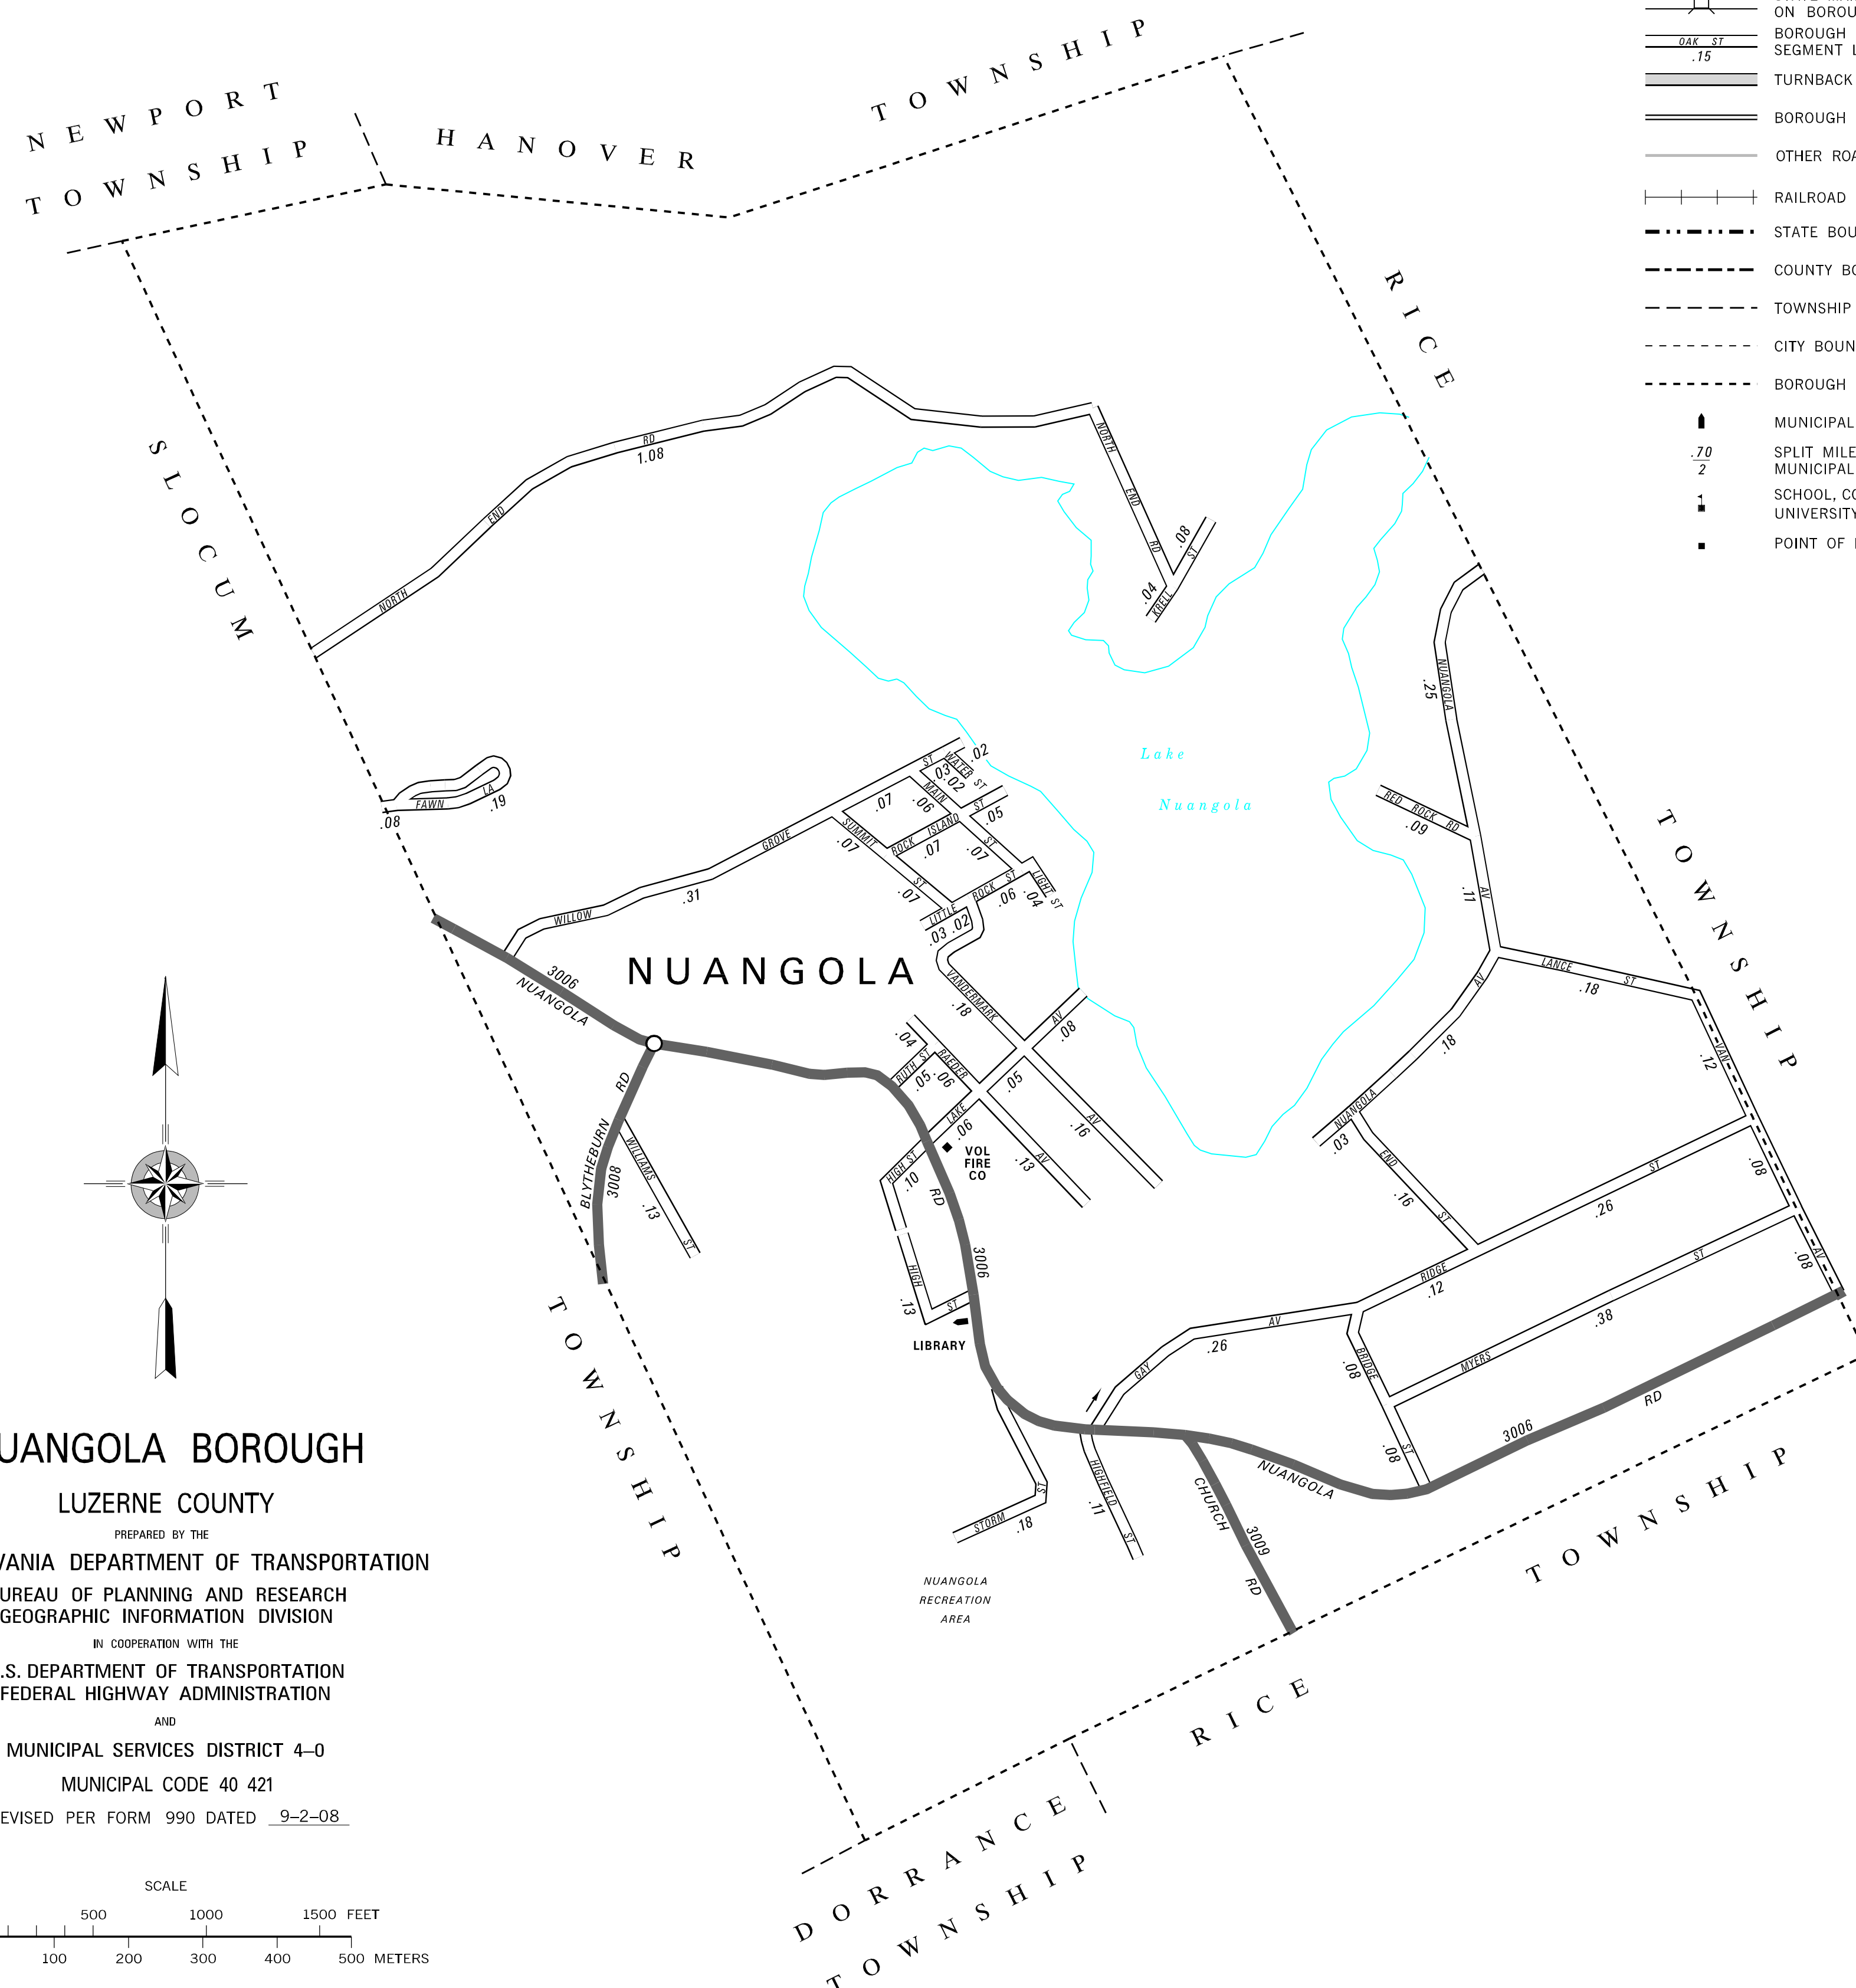 NEWPORT
TOWNSHIP
HANOVER
TOWNSHIP
RICE
TOWNSHIP
SLOCUM
TOWNSHIP
RICE
TOWNSHIP
DORRANCE
TOWNSHIP
ON BOROU
OAK ST
.15
BOROUGH
SEGMENT L
TURNBACK
BOROUGH
OTHER ROA
RAILROAD
STATE BOU
COUNTY BO
TOWNSHIP
CITY BOUN
BOROUGH
MUNICIPAL
.70
2
SPLIT MILE
MUNICIPAL
SCHOOL, CO
UNIVERSITY
POINT OF
NORTH END RD
1.08
NORTH END RD
.08
.04
KRELL ST
FAWN LA
.19
.08
WILLOW GROVE ST
.31
.07
.03
.02
WATER ST
.02
MAIN ST
.06
.05
.07
SUMMIT ST
.07
.07
ROCK ISLAND ST
.07
LITTLE ROCK ST
.03
.02
.06
LIGHT ST
.04
Lake
Nuangola
NUANGOLA AV
.25
RED ROCK RD
.09
.11
LANCE ST
.18
.18
.03
VAN AV
.12
.08
.08
END ST
.16
RIDGE ST
.12
.26
MYERS ST
.38
BRIDGE ST
.08
.08
GAY AV
.26
NUANGOLA
3006
NUANGOLA
BLYTHEBURN RD
3008
WILLIAMS ST
.13
VANDERMARK AV
.18
.16
LAKE AV
.08
.05
.06
RAEDER AV
.04
.06
.13
RUTH ST
.05
HIGH ST
.10
VOL
FIRE
CO
RD
3006
HIGH ST
.13
LIBRARY
STORM ST
.18
HIGHFIELD ST
.11
CHURCH RD
3009
NUANGOLA RD
3006
NUANGOLA
RECREATION
AREA
UANGOLA BOROUGH
LUZERNE COUNTY
PREPARED BY THE
VANIA DEPARTMENT OF TRANSPORTATION
UREAU OF PLANNING AND RESEARCH
GEOGRAPHIC INFORMATION DIVISION
IN COOPERATION WITH THE
.S. DEPARTMENT OF TRANSPORTATION
FEDERAL HIGHWAY ADMINISTRATION
AND
MUNICIPAL SERVICES DISTRICT 4–0
MUNICIPAL CODE 40 421
EVISED PER FORM 990 DATED 9–2–08
SCALE
500 1000 1500 FEET
100 200 300 400 500 METERS